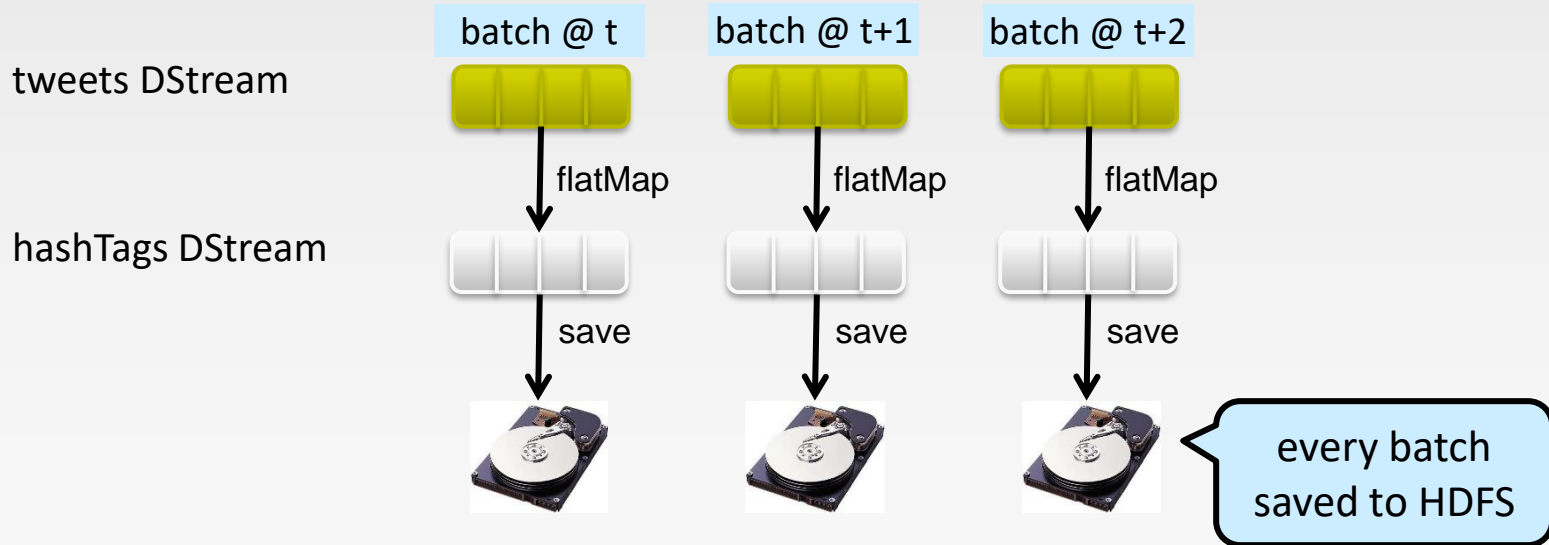 batch @ t
batch @ t+1
batch @ t+2
tweets DStream
flatMap
flatMap
flatMap
hashTags DStream
save
save
save
every batch
saved to HDFS